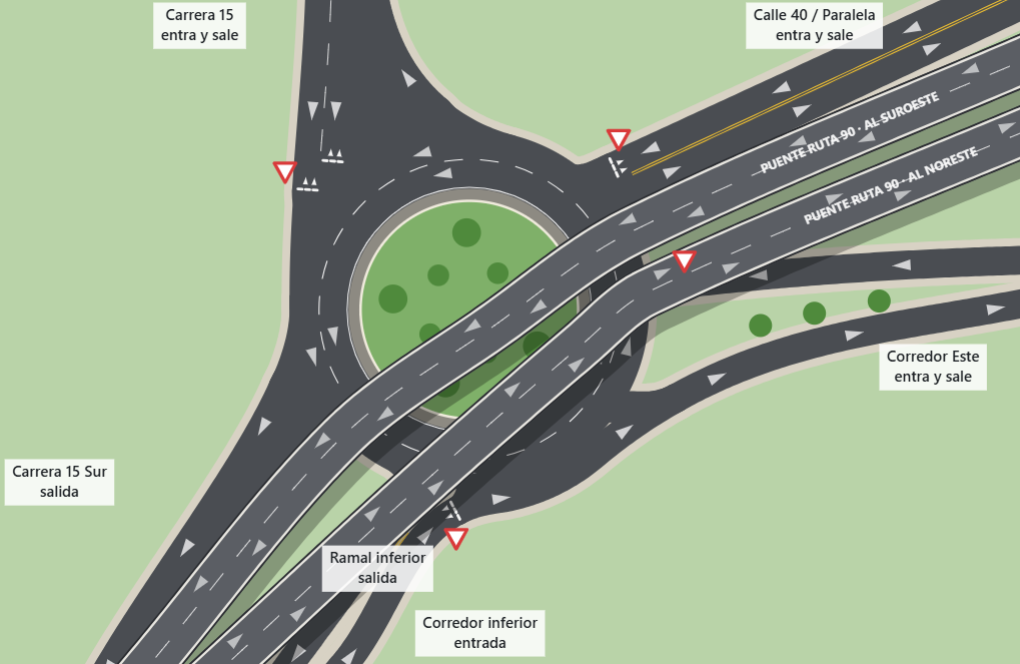 Carrera 15
entra y sale
Calle 40 / Paralela
entra y sale
PUENTE RUTA 90 · AL SUROESTE
PUENTE RUTA 90 · AL NORESTE
Corredor Este
entra y sale
Carrera 15 Sur
salida
Ramal inferior
salida
Corredor inferior
entrada